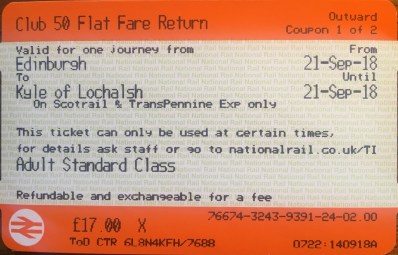 Club 50 Flat Fare Return Outward
Coupon 1 of 2
Valid for one journey from From
Edinburgh 21-Sep-18
To Until
Kyle of Lochalsh 21-Sep-18
On Scotrail & TransPennine Exp only
This ticket can only be used at certain times,
for details ask staff or go to nationalrail.co.uk/TI
Adult Standard Class
Refundable and exchangeable for a fee
76674-3243-9391-24-02.00
£17.00 X
ToD CTR 6L8N4KFH/7688 0722:140918A